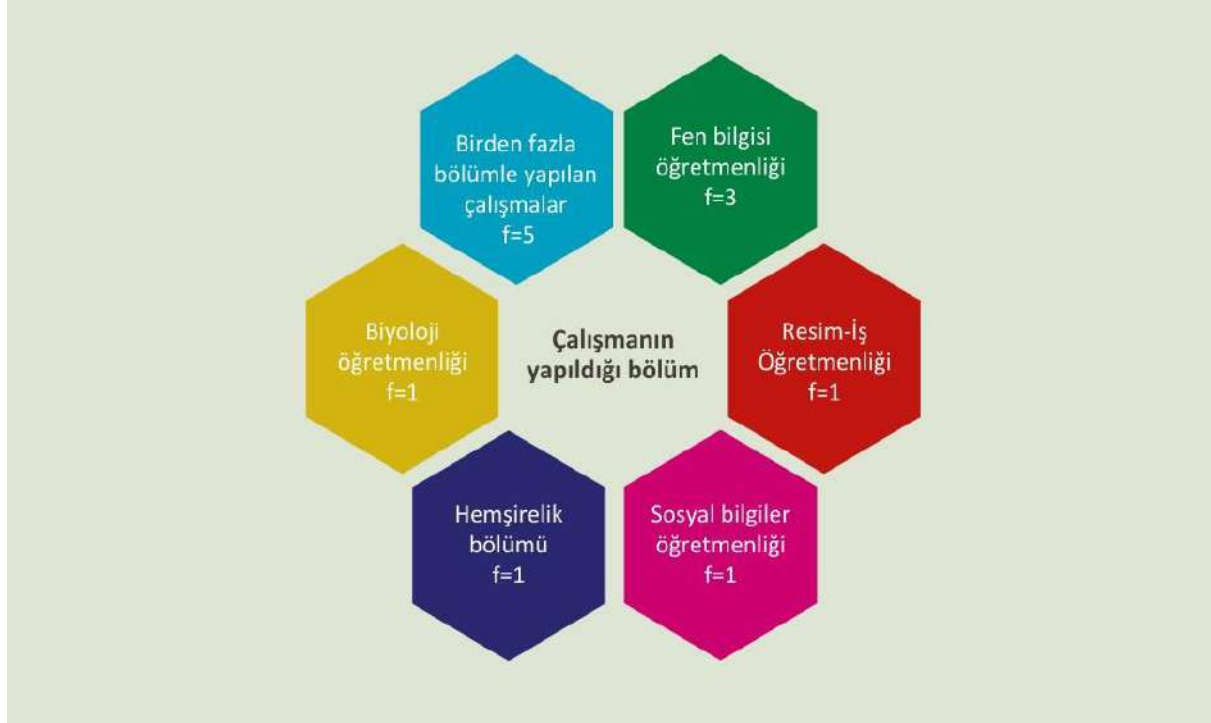 Birden fazla
bölümle yapılan
çalışmalar
f=5
Fen bilgisi
öğretmenliği
f=3
Biyoloji
öğretmenliği
f=1
Çalışmanın
yapıldığı bölüm
Resim-İş
Öğretmenliği
f=1
Hemşirelik
bölümü
f=1
Sosyal bilgiler
öğretmenliği
f=1